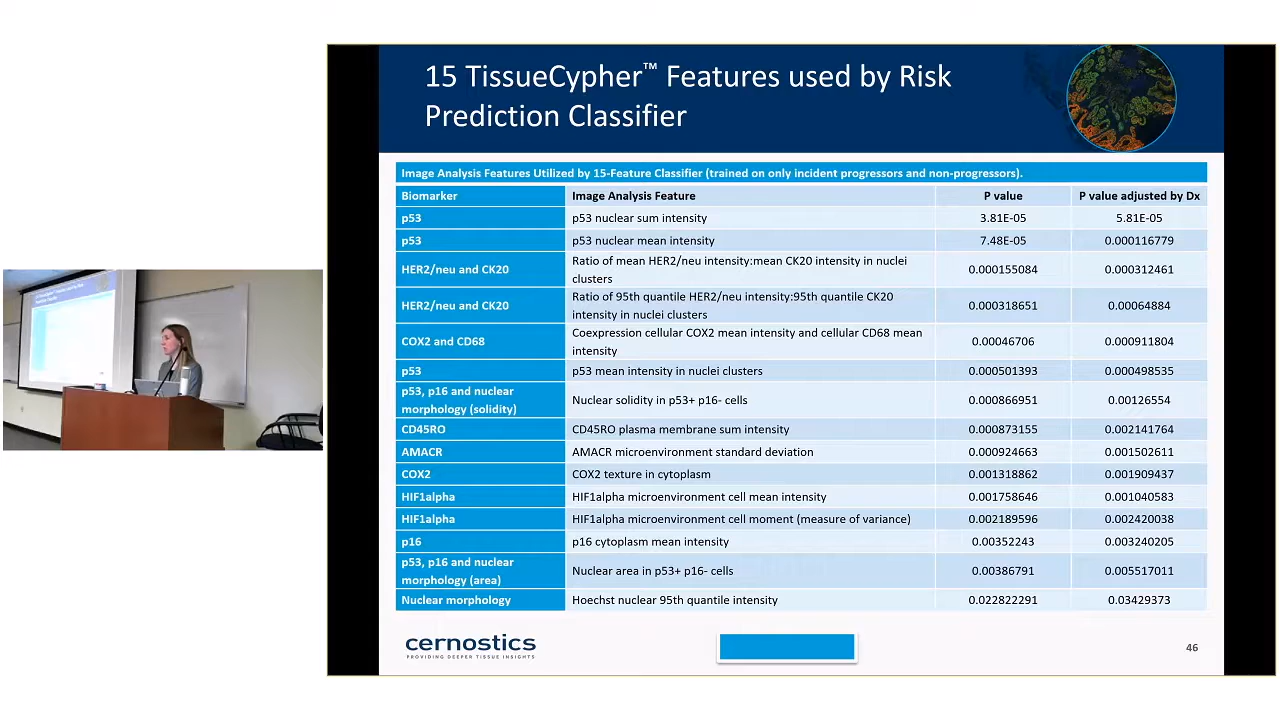 15 TissueCypher™ Features used by Risk
Prediction Classifier
Image Analysis Features Utilized by 15-Feature Classifier (trained on only incident progressors and non-progressors).
Biomarker Image Analysis Feature P value P value adjusted by Dx
p53 p53 nuclear sum intensity 3.81E-05 5.81E-05
p53 p53 nuclear mean intensity 7.48E-05 0.000116779
HER2/neu and CK20 Ratio of mean HER2/neu intensity:mean CK20 intensity in nuclei
clusters 0.000155084 0.000312461
HER2/neu and CK20 Ratio of 95th quantile HER2/neu intensity:95th quantile CK20
intensity in nuclei clusters 0.000318651 0.00064884
COX2 and CD68 Coexpression cellular COX2 mean intensity and cellular CD68 mean
intensity 0.00046706 0.000911804
p53 p53 mean intensity in nuclei clusters 0.000501393 0.000498535
p53, p16 and nuclear
morphology (solidity) Nuclear solidity in p53+ p16- cells 0.000866951 0.00126554
CD45RO CD45RO plasma membrane sum intensity 0.000873155 0.002141764
AMACR AMACR microenvironment standard deviation 0.000924663 0.001502611
COX2 COX2 texture in cytoplasm 0.001318862 0.001909437
HIF1alpha HIF1alpha microenvironment cell mean intensity 0.001758646 0.001040583
HIF1alpha HIF1alpha microenvironment cell moment (measure of variance) 0.002189596 0.002420038
p16 p16 cytoplasm mean intensity 0.00352243 0.003240205
p53, p16 and nuclear
morphology (area) Nuclear area in p53+ p16- cells 0.00386791 0.005517011
Nuclear morphology Hoechst nuclear 95th quantile intensity 0.022822291 0.03429373
cernostics
PROVIDING DEEPER TISSUE INSIGHTS
46